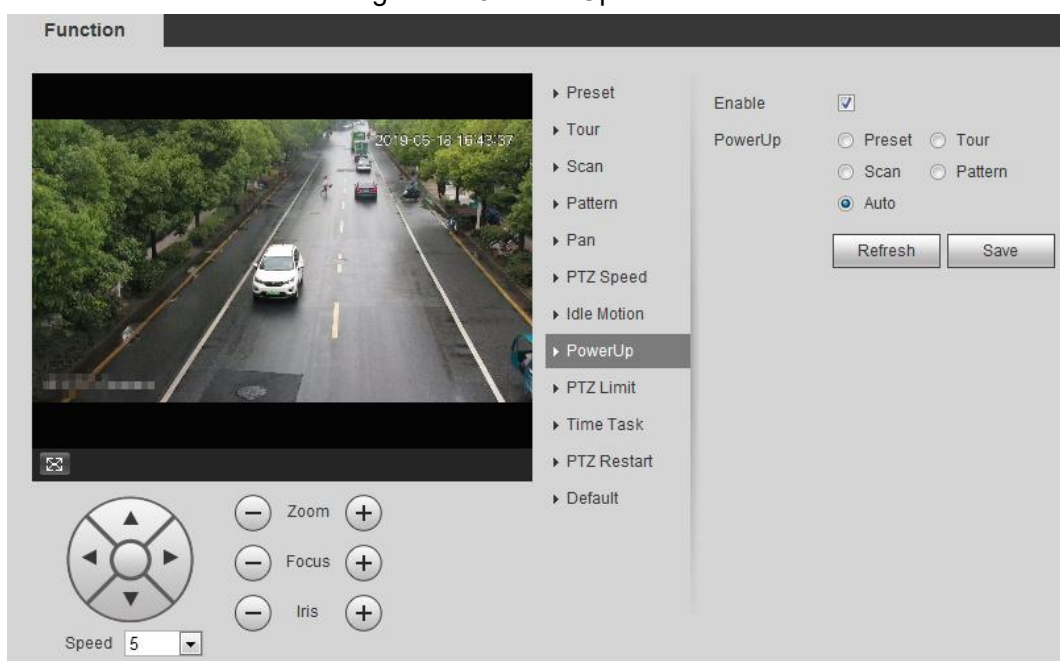 Function
2019-05-18 16:43:37
Preset
Tour
Scan
Pattern
Pan
PTZ Speed
Idle Motion
PowerUp
PTZ Limit
Time Task
PTZ Restart
Default
Enable
PowerUp
Preset Tour
Scan Pattern
Auto
Refresh Save
Zoom
Focus
Iris
Speed 5